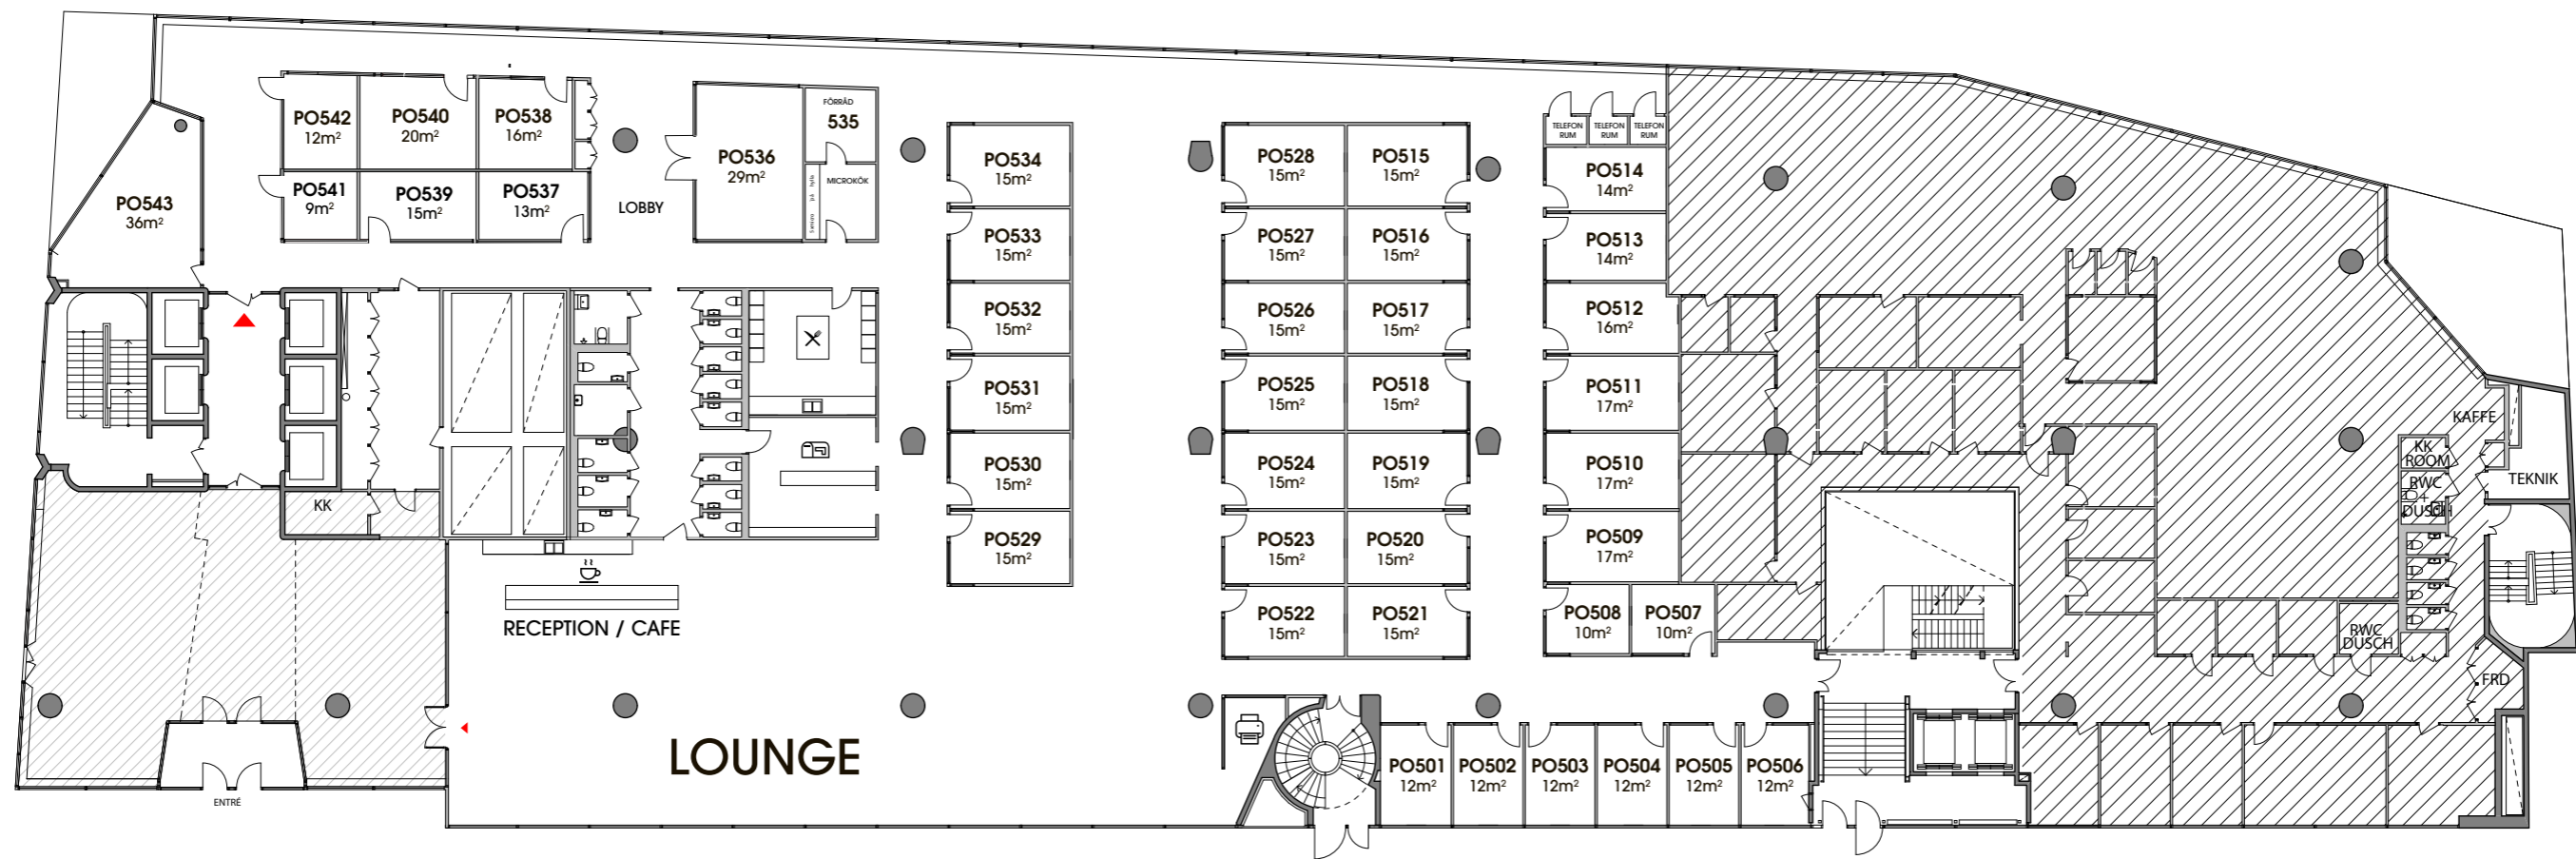 PO542
12m²
PO540
20m²
PO538
16m²
PO541
9m²
PO539
15m²
PO537
13m²
PO543
36m²
LOBBY
PO536
29m²
FÖRRÅD
535
MICROKÖK
PO534
15m²
PO533
15m²
PO532
15m²
PO531
15m²
PO530
15m²
PO529
15m²
PO528
15m²
PO527
15m²
PO526
15m²
PO525
15m²
PO524
15m²
PO523
15m²
PO522
15m²
PO515
15m²
PO516
15m²
PO517
15m²
PO518
15m²
PO519
15m²
PO520
15m²
PO521
15m²
TELEFON
RUM
TELEFON
RUM
TELEFON
RUM
PO514
14m²
PO513
14m²
PO512
16m²
PO511
17m²
PO510
17m²
PO509
17m²
PO508
10m²
PO507
10m²
KK
RECEPTION / CAFE
LOUNGE
ENTRÉ
PO501
12m²
PO502
12m²
PO503
12m²
PO504
12m²
PO505
12m²
PO506
12m²
KAFFE
KK
ROOM
RWC
+
DUSCH
TEKNIK
RWC
DUSCH
FRD